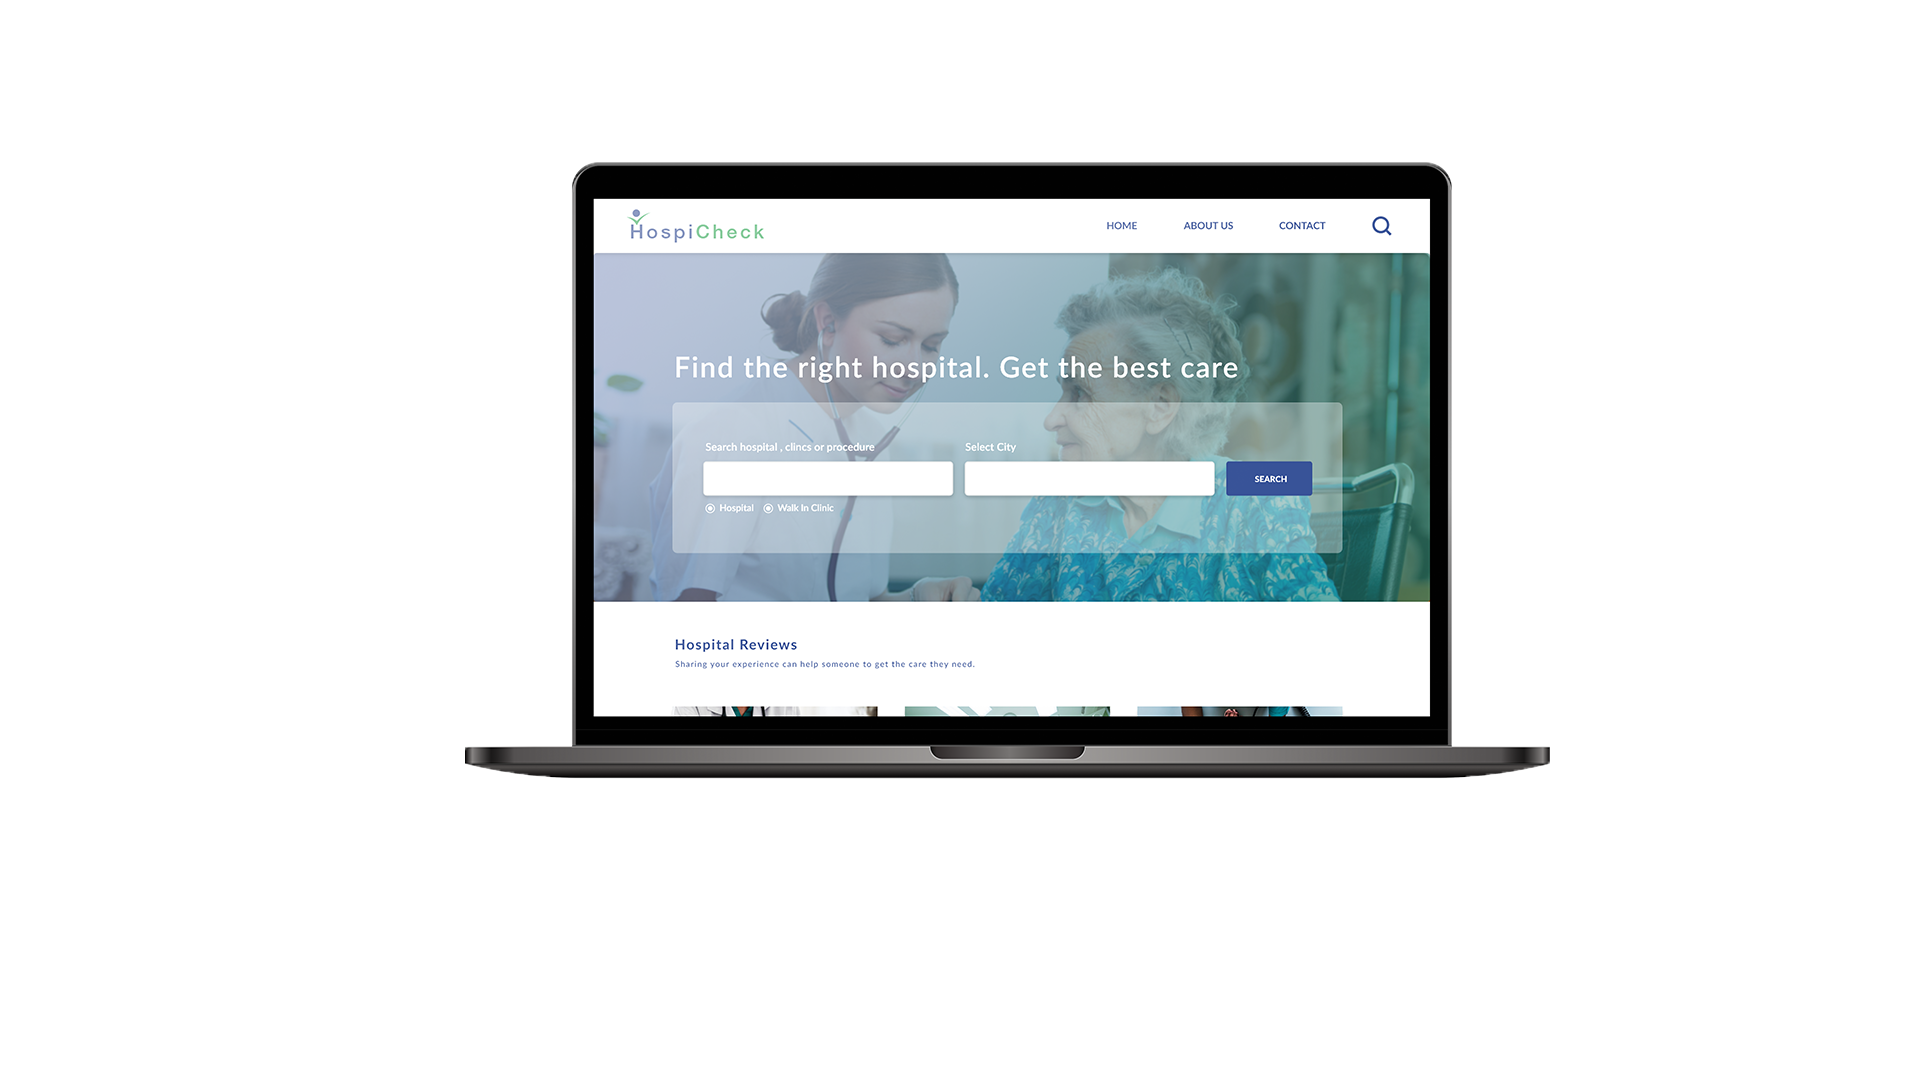 HospiCheck
HOME ABOUT US CONTACT
Find the right hospital. Get the best care
Search hospital , clincs or procedure
Select City
SEARCH
Hospital Walk In Clinic
Hospital Reviews
Sharing your experience can help someone to get the care they need.